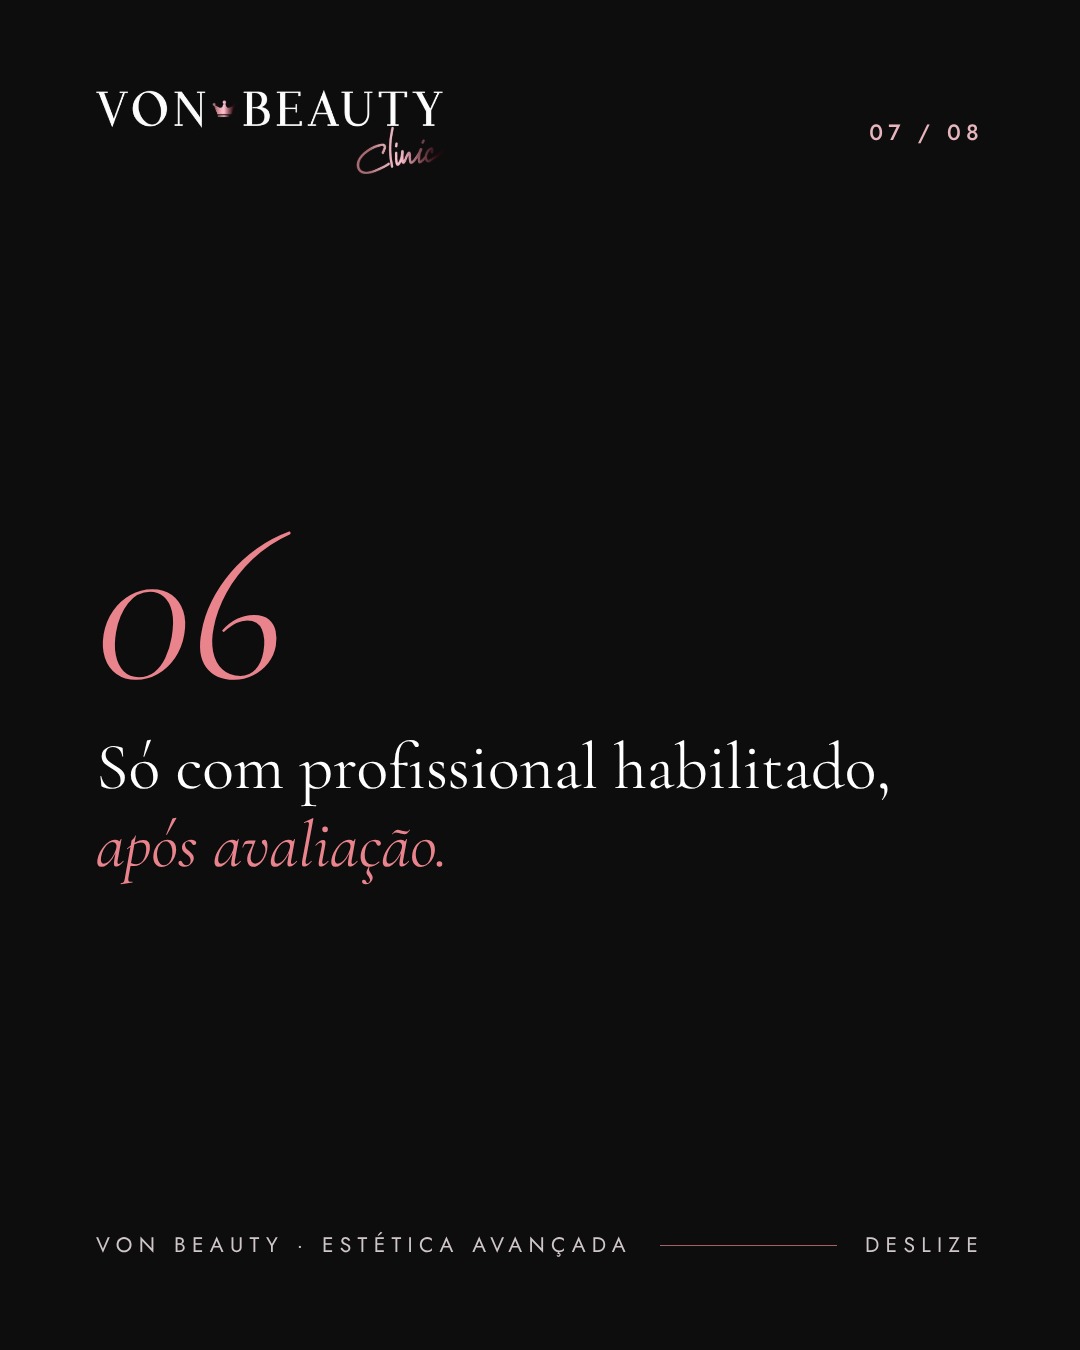 VON BEAUTY
Clinic
07 / 08
06
Só com profissional habilitado,
após avaliação.
VON BEAUTY · ESTÉTICA AVANÇADA
DESLIZE